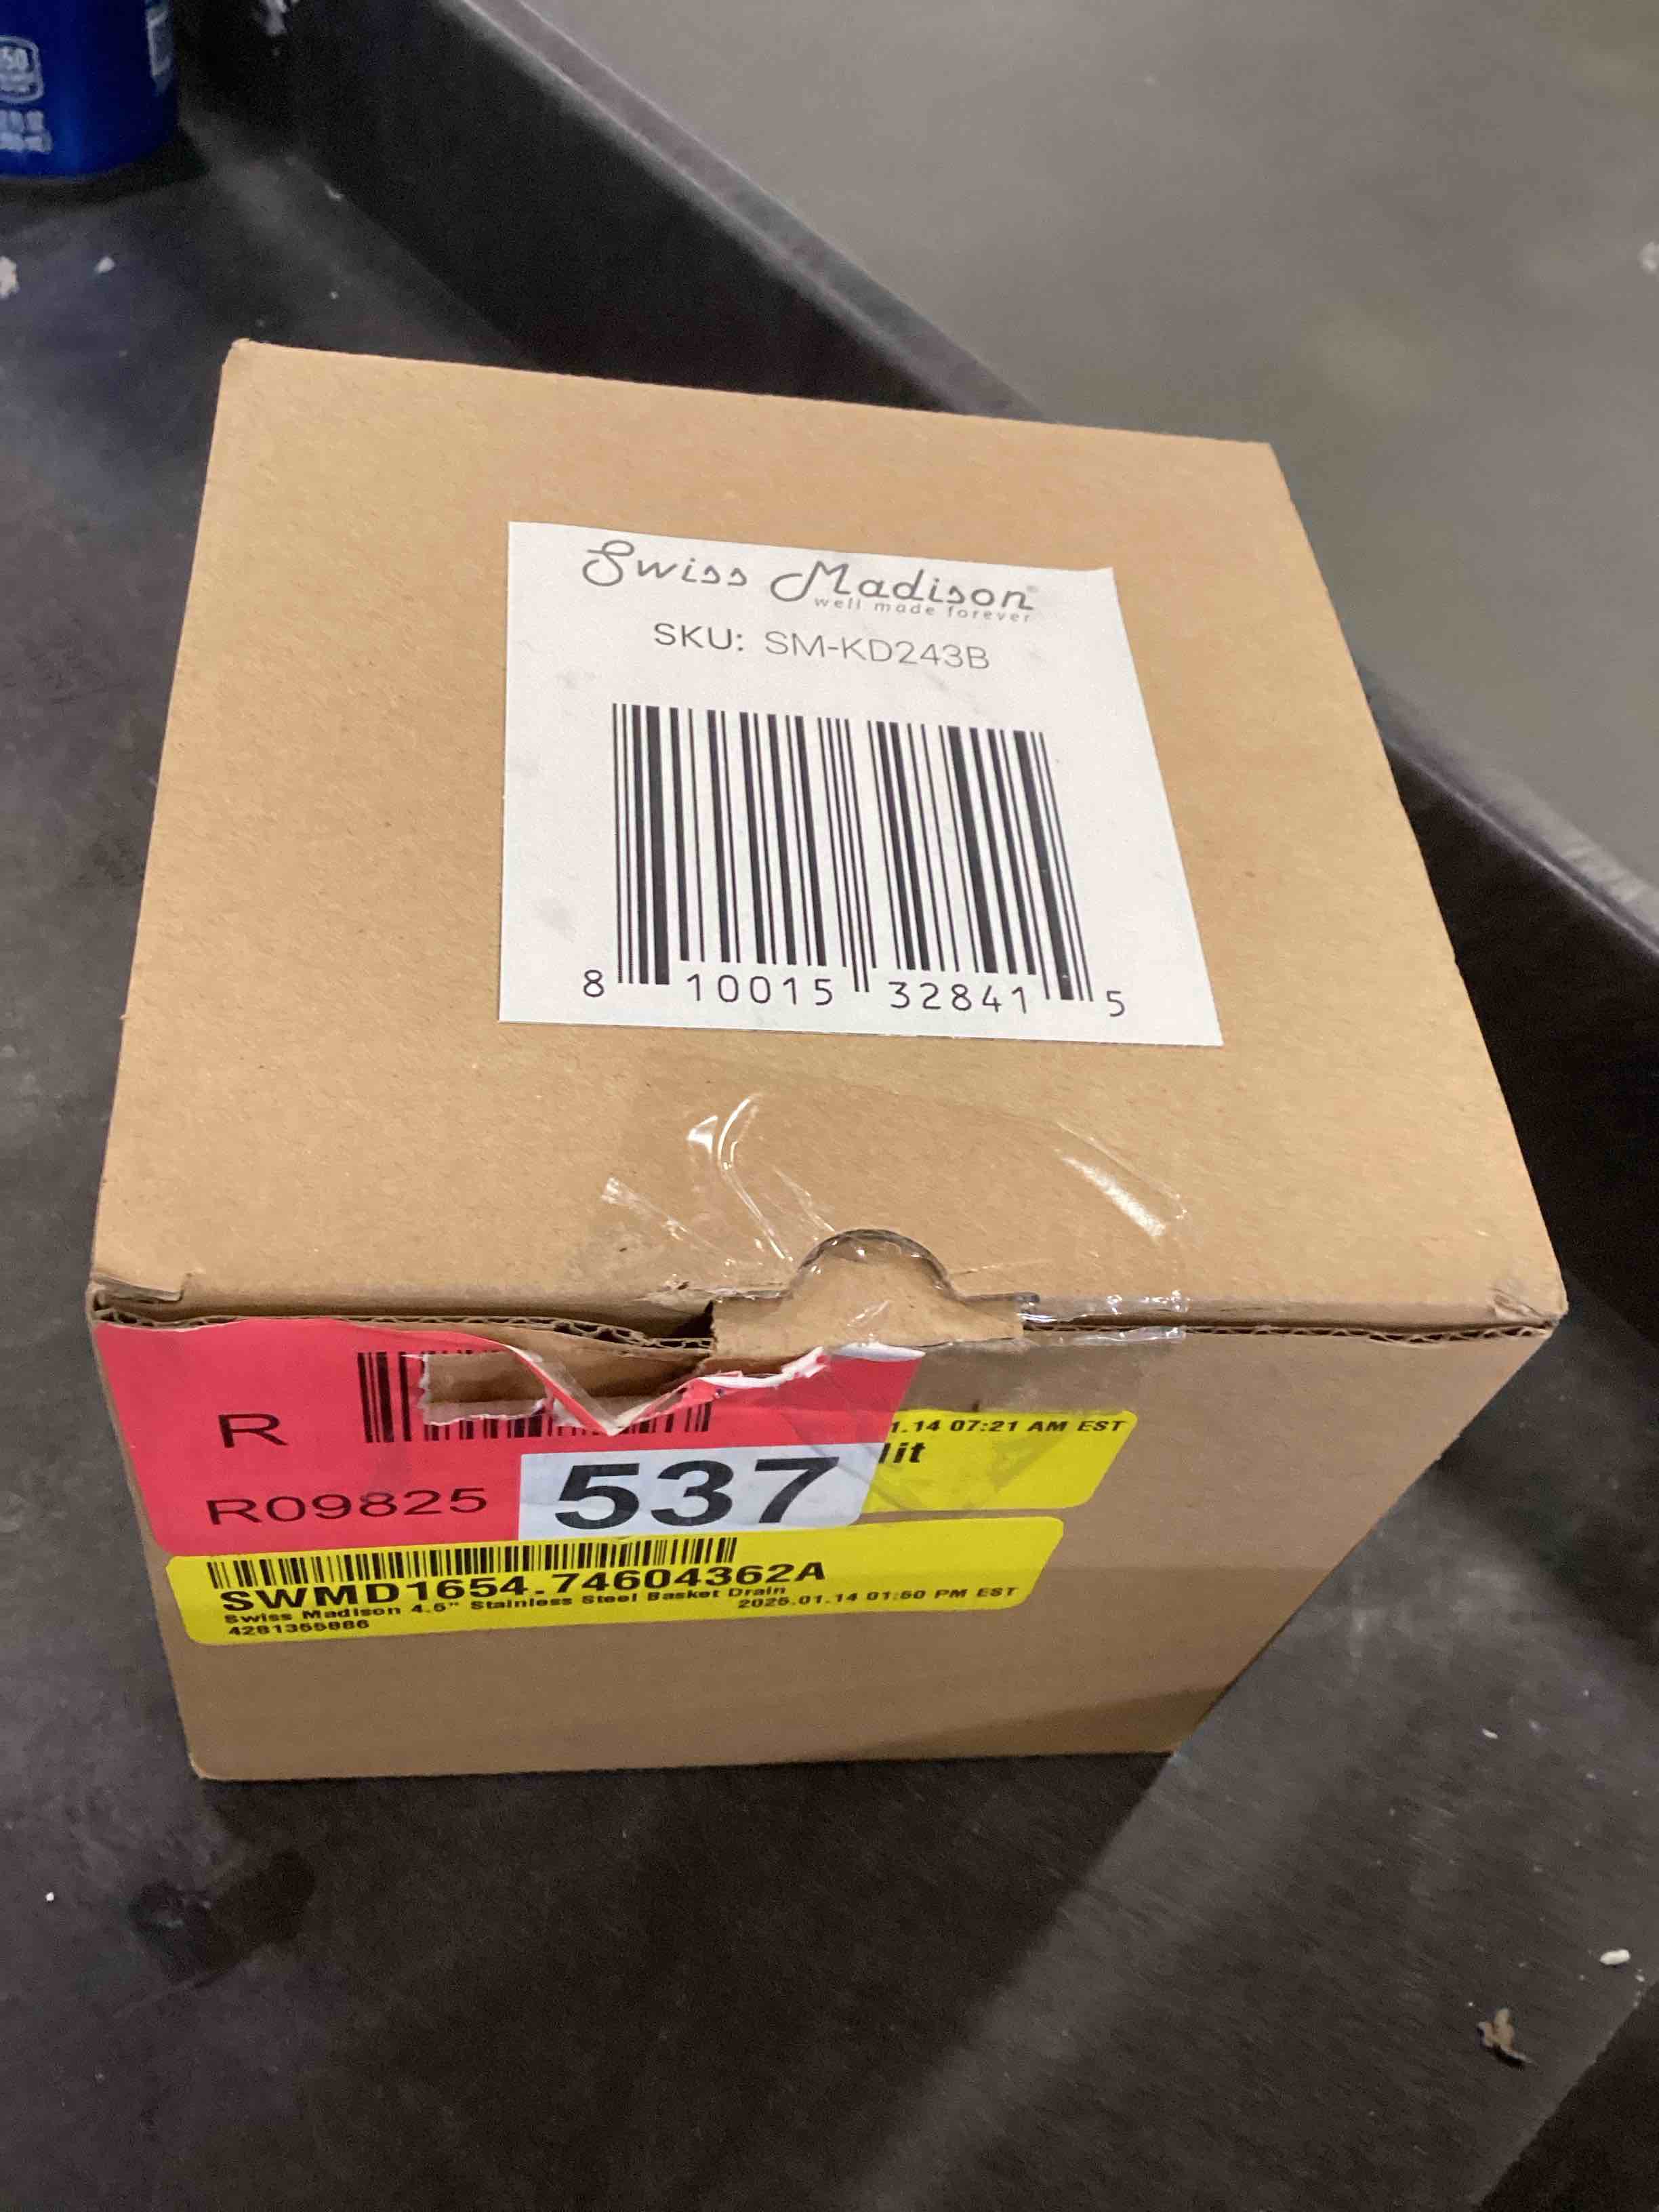 50
Swiss Madison®
well made forever
SKU: SM-KD243B
8 10015 32841 5
R
R09825
537
1.14 07:21 AM EST
lit
SWMD1654.74604362A
Swiss Madison 4.5" Stainless Steel Basket Drain
2025.01.14 01:50 PM EST
4281355886